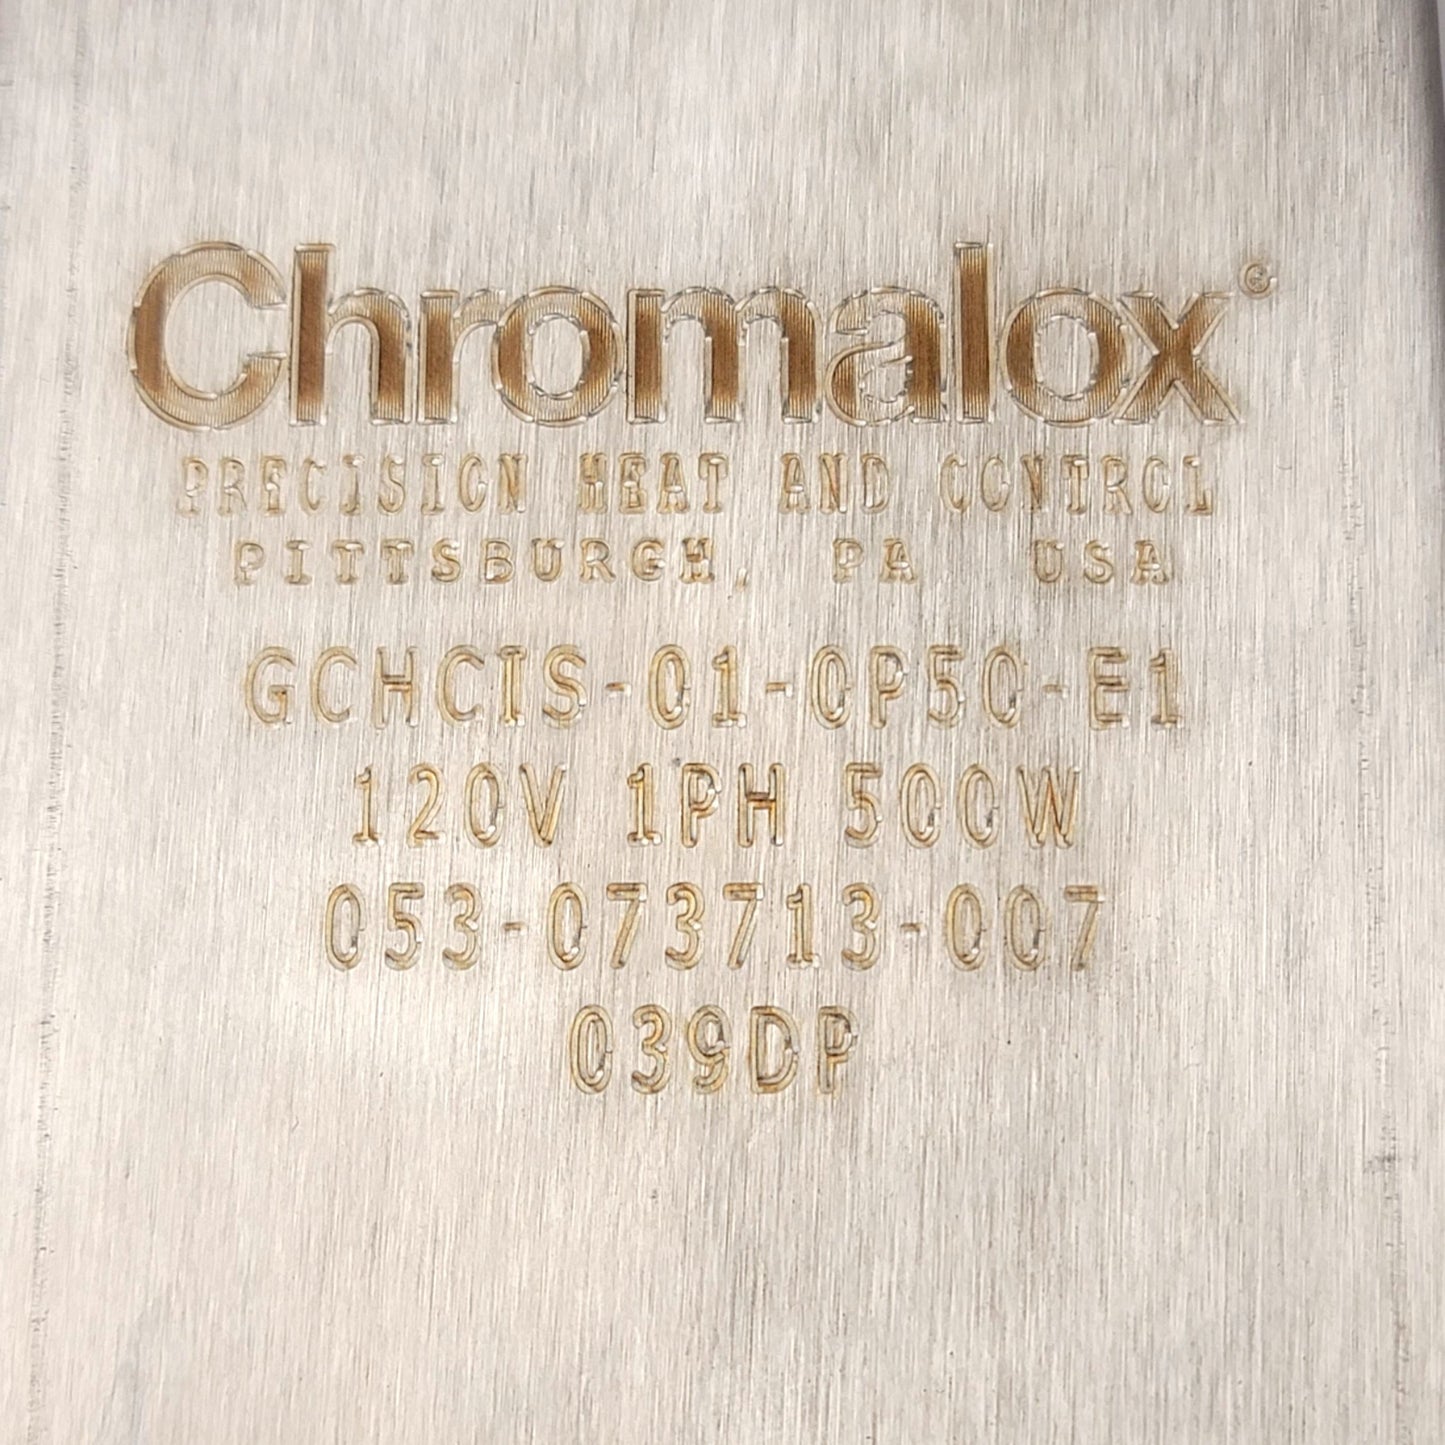 Chromalox®
PRECISION HEAT AND CONTROL
PITTSBURGH, PA USA
GCHCIS-01-0P50-E1
120V 1PH 500W
053-073713-007
039DP